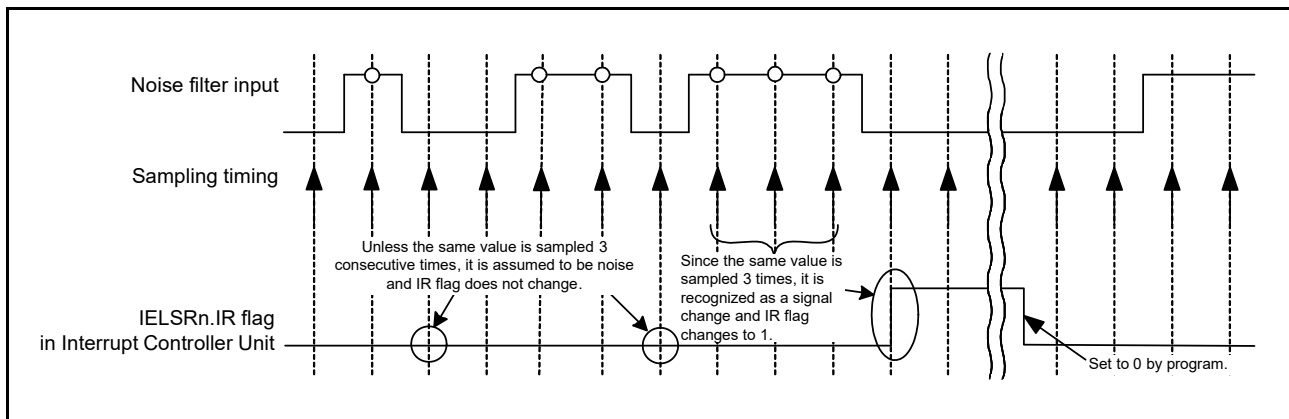 Noise filter input
Sampling timing
Unless the same value is sampled 3
consecutive times, it is assumed to be noise
and IR flag does not change.
Since the same value is
sampled 3 times, it is
recognized as a signal
change and IR flag
changes to 1.
IELSRn.IR flag
in Interrupt Controller Unit
Set to 0 by program.